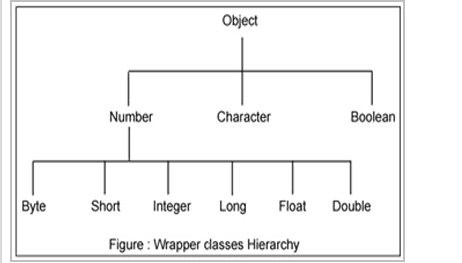 Object
Number Character Boolean
Byte Short Integer Long Float Double
Figure : Wrapper classes Hierarchy